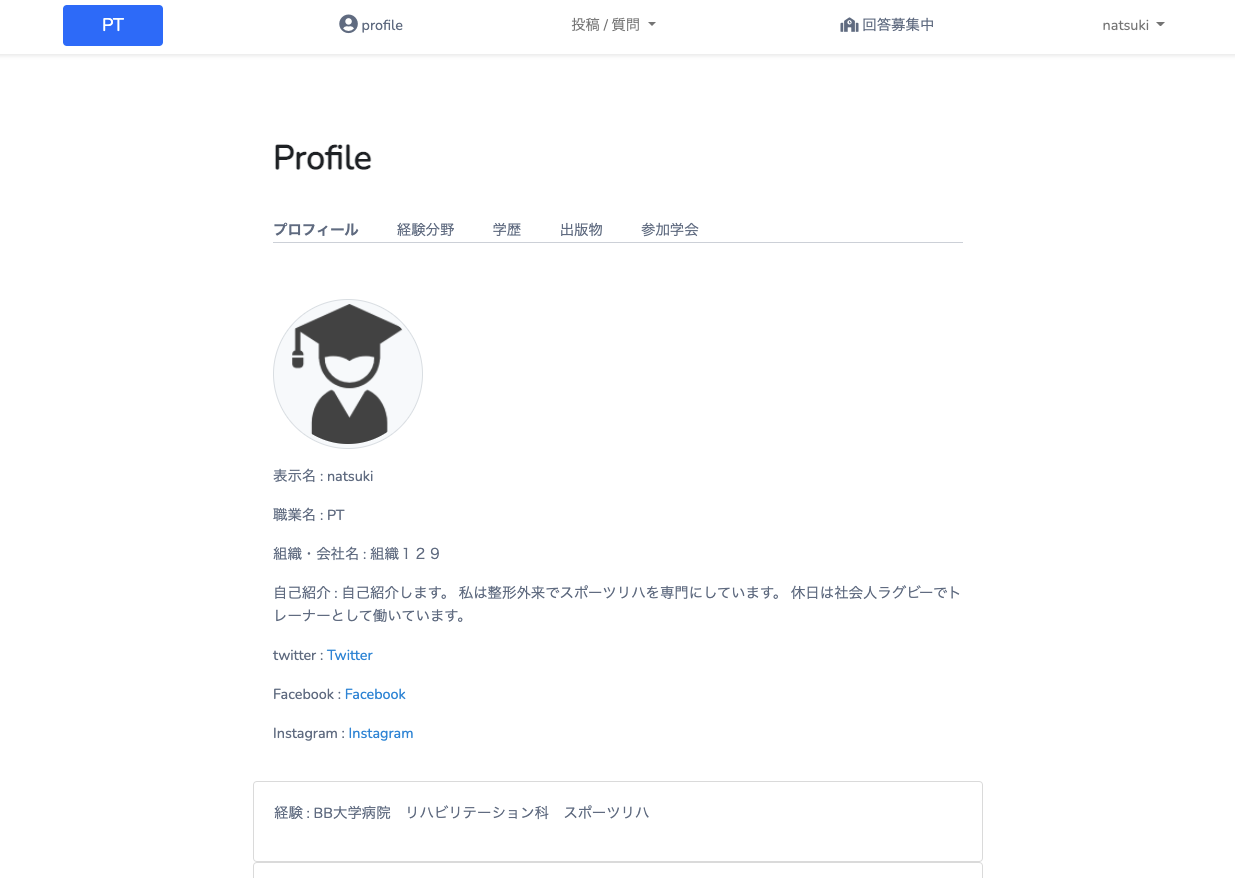 PT
profile
投稿 / 質問
回答募集中
natsuki
Profile
プロフィール
経験分野
学歴
出版物
参加学会
表示名 : natsuki
職業名 : PT
組織・会社名 : 組織１２９
自己紹介 : 自己紹介します。 私は整形外来でスポーツリハを専門にしています。 休日は社会人ラグビーでト
レーナーとして働いています。
twitter : Twitter
Facebook : Facebook
Instagram : Instagram
経験 : BB大学病院　リハビリテーション科　スポーツリハ